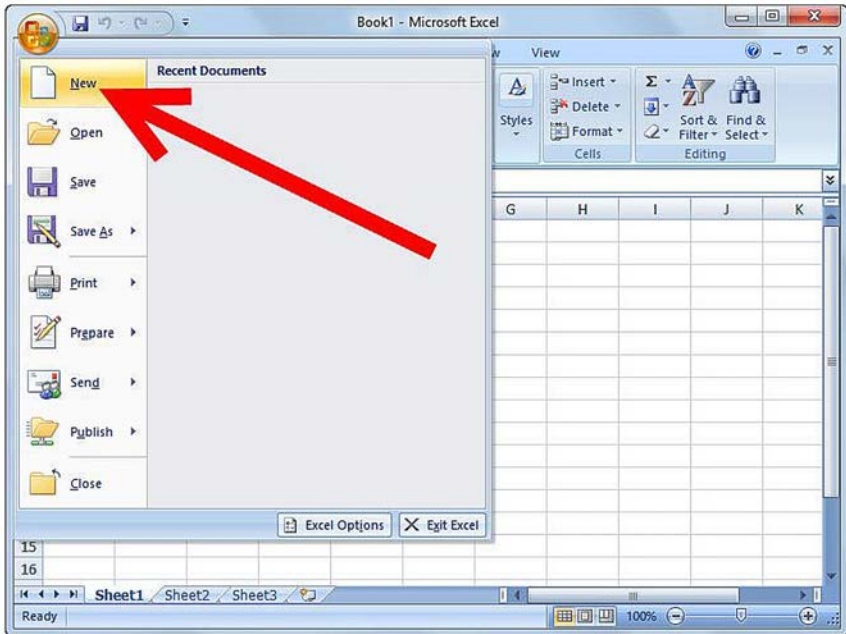 Book1 - Microsoft Excel
View
New
Open
Save
Save As
Print
Prepare
Send
Publish
Close
Recent Documents
Excel Options
Exit Excel
Styles
Insert
Delete
Format
Cells
Σ
Sort &
Filter
Find &
Select
Editing
G H I J K
15
16
Sheet1 Sheet2 Sheet3
Ready
100%